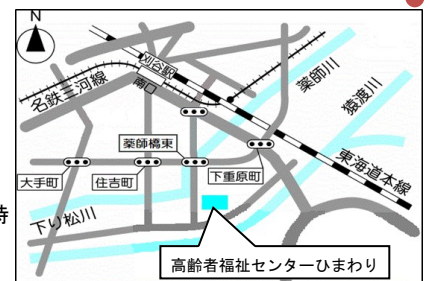 N
刈谷駅
南口
名鉄三河線
薬師川
猿渡川
薬師橋東
大手町
住吉町
下重原町
東海道本線
下り松川
時
高齢者福祉センターひまわり